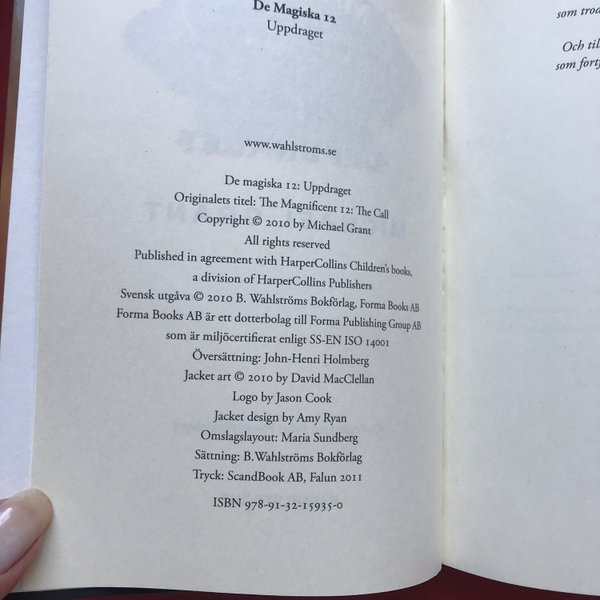 De Magiska 12
Uppdraget
www.wahlstroms.se
De magiska 12: Uppdraget
Originalets titel: The Magnificent 12: The Call
Copyright © 2010 by Michael Grant
All rights reserved
Published in agreement with HarperCollins Children's books,
a division of HarperCollins Publishers
Svensk utgåva © 2010 B. Wahlströms Bokförlag, Forma Books AB
Forma Books AB är ett dotterbolag till Forma Publishing Group AB
som är miljöcertifierat enligt SS-EN ISO 14001
Översättning: John-Henri Holmberg
Jacket art © 2010 by David MacClellan
Logo by Jason Cook
Jacket design by Amy Ryan
Omslagslayout: Maria Sundberg
Sättning: B.Wahlströms Bokförlag
Tryck: ScandBook AB, Falun 2011
ISBN 978-91-32-15935-0
som
Och
som